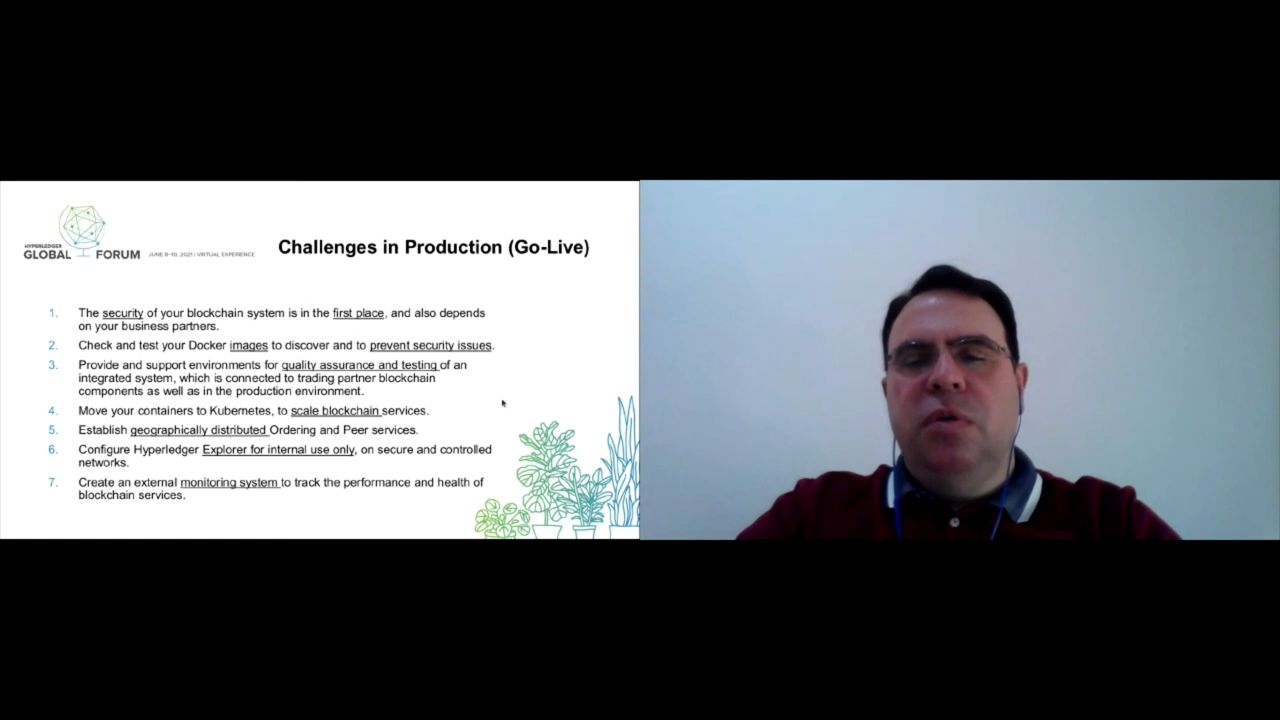 HYPERLEDGER
GLOBAL FORUM
JUNE 8-10, 2021 | VIRTUAL EXPERIENCE
Challenges in Production (Go-Live)
1. The security of your blockchain system is in the first place, and also depends
on your business partners.
2. Check and test your Docker images to discover and to prevent security issues.
3. Provide and support environments for quality assurance and testing of an
integrated system, which is connected to trading partner blockchain
components as well as in the production environment.
4. Move your containers to Kubernetes, to scale blockchain services.
5. Establish geographically distributed Ordering and Peer services.
6. Configure Hyperledger Explorer for internal use only, on secure and controlled
networks.
7. Create an external monitoring system to track the performance and health of
blockchain services.